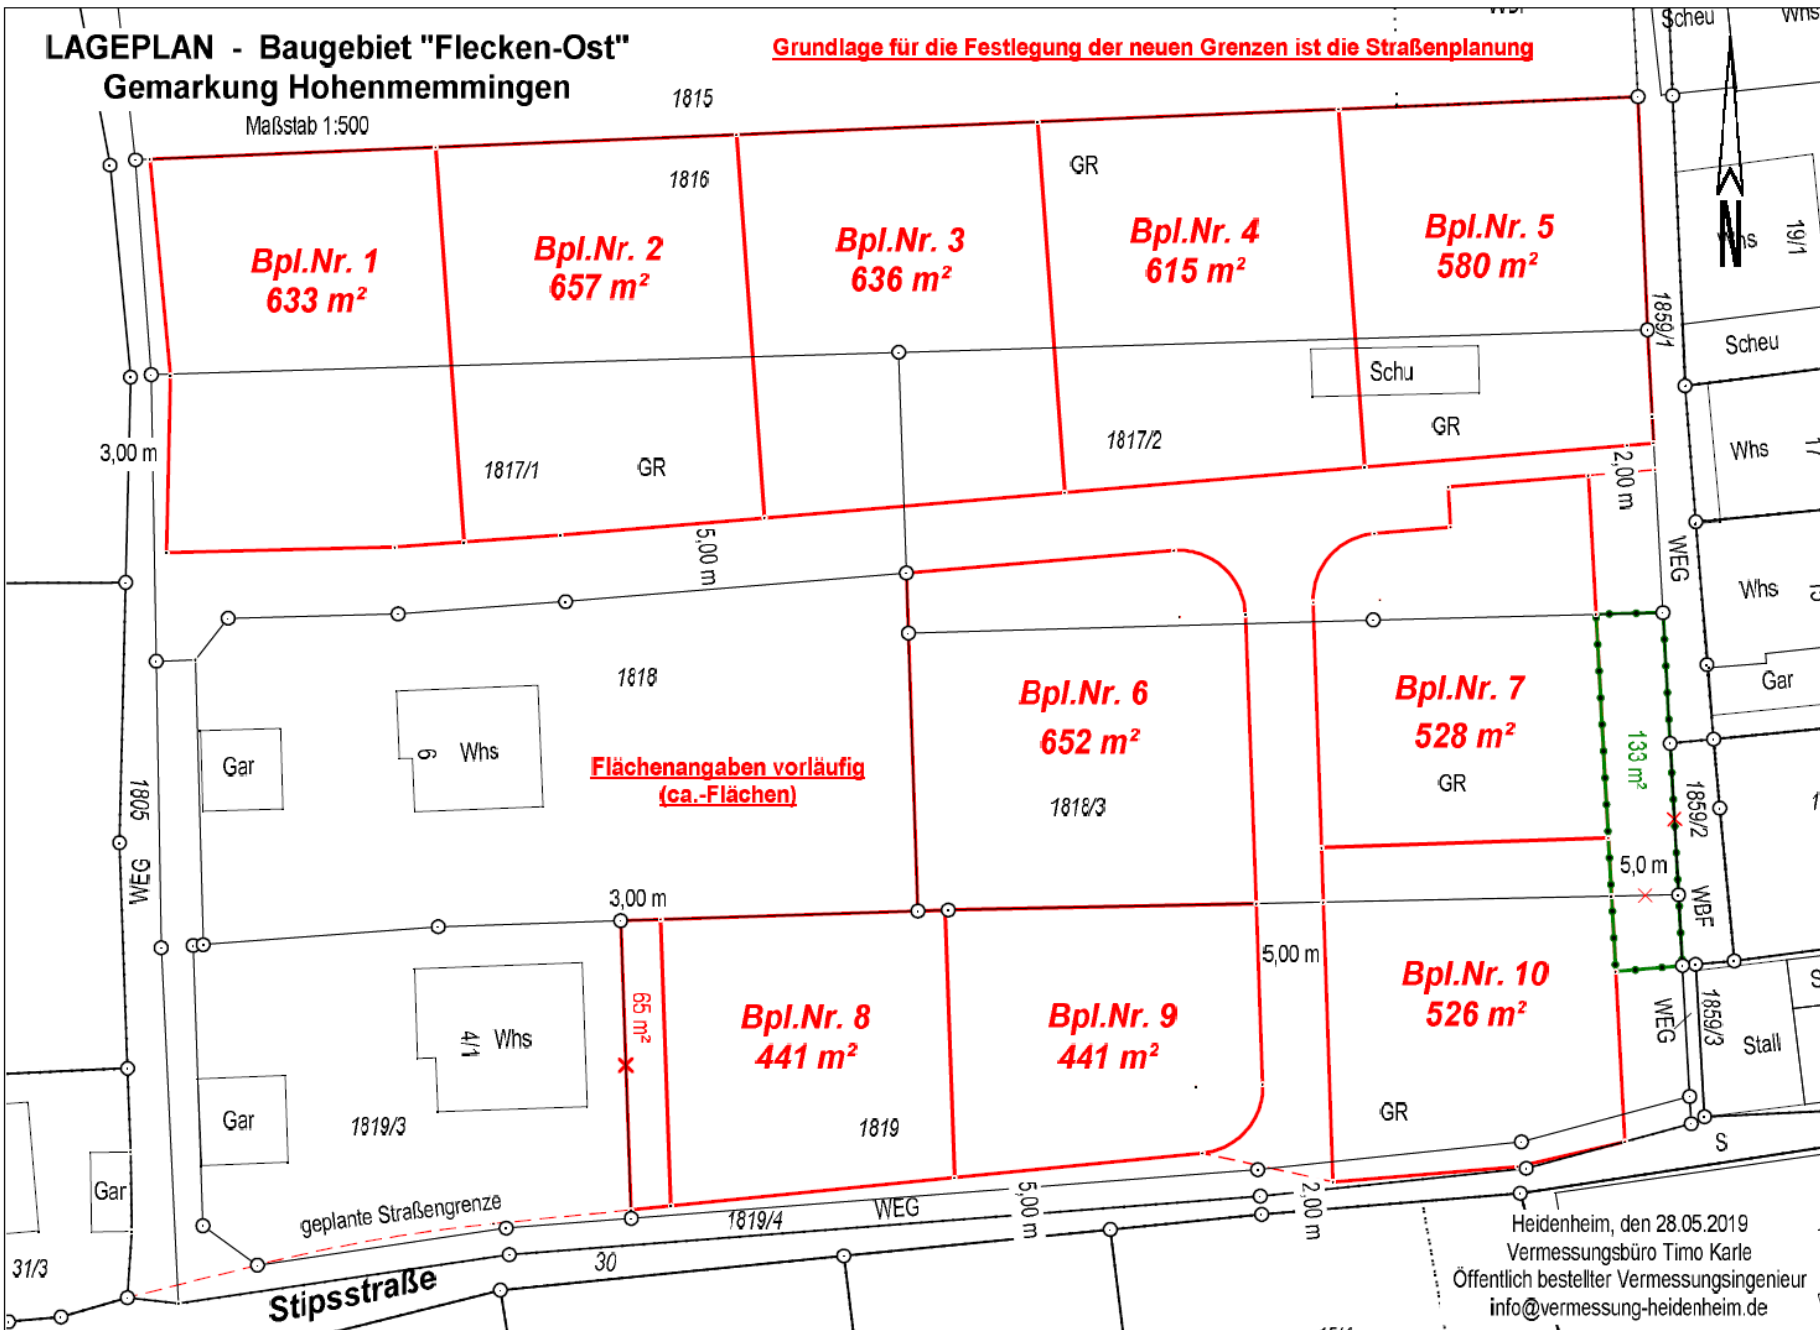 LAGEPLAN - Baugebiet "Flecken-Ost"
Gemarkung Hohenmemmingen
Maßstab 1:500
Grundlage für die Festlegung der neuen Grenzen ist die Straßenplanung
Scheu
Whs
1815
1816
GR
N
Whs
19/1
Bpl.Nr. 1
633 m²
Bpl.Nr. 2
657 m²
Bpl.Nr. 3
636 m²
Bpl.Nr. 4
615 m²
Bpl.Nr. 5
580 m²
1859/1
Scheu
Schu
3,00 m
1817/1
GR
1817/2
GR
2,00 m
Whs
17
5,00 m
WEG
Whs
1818
Gar
Gar
6
Whs
Flächenangaben vorläufig
(ca.-Flächen)
Bpl.Nr. 6
652 m²
1818/3
Bpl.Nr. 7
528 m²
GR
133 m²
1859/2
1805
WEG
5,0 m
WBF
3,00 m
5,00 m
65 m²
4/1
Whs
Bpl.Nr. 8
441 m²
Bpl.Nr. 9
441 m²
Bpl.Nr. 10
526 m²
WEG
1859/3
Stall
Gar
1819/3
1819
GR
S
Gar
geplante Straßengrenze
1819/4
WEG
5,00 m
2,00 m
31/3
Stipsstraße
30
Heidenheim, den 28.05.2019
Vermessungsbüro Timo Karle
Öffentlich bestellter Vermessungsingenieur
info@vermessung-heidenheim.de